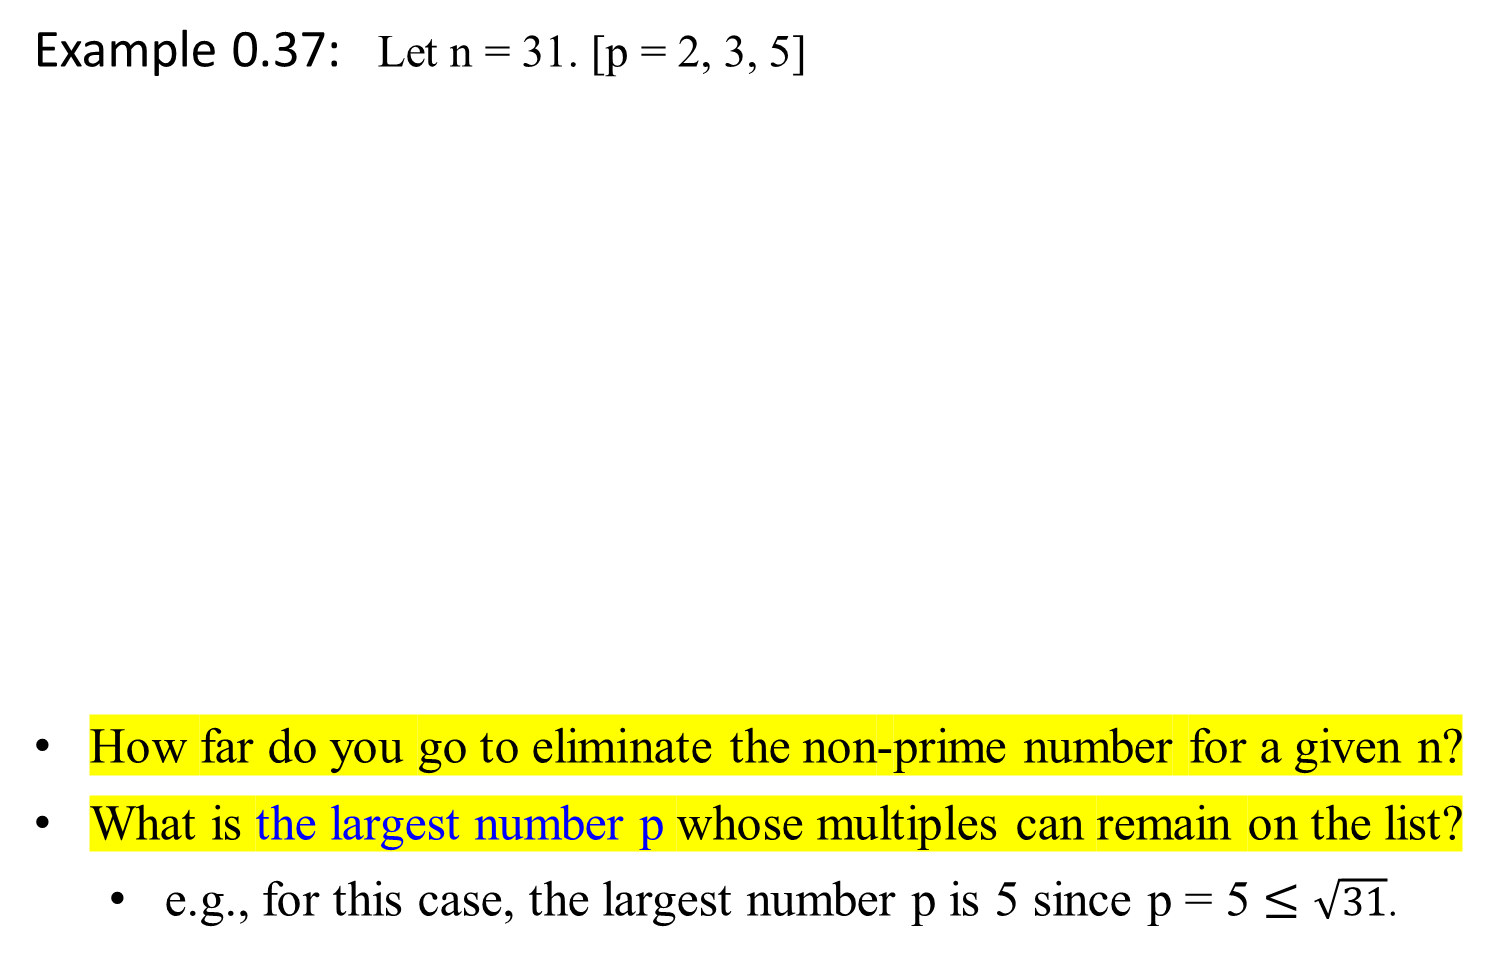 Example 0.37: Let n = 31. [p = 2, 3, 5]
• How far do you go to eliminate the non-prime number for a given n?
• What is the largest number p whose multiples can remain on the list?
• e.g., for this case, the largest number p is 5 since p = 5 ≤ √31.